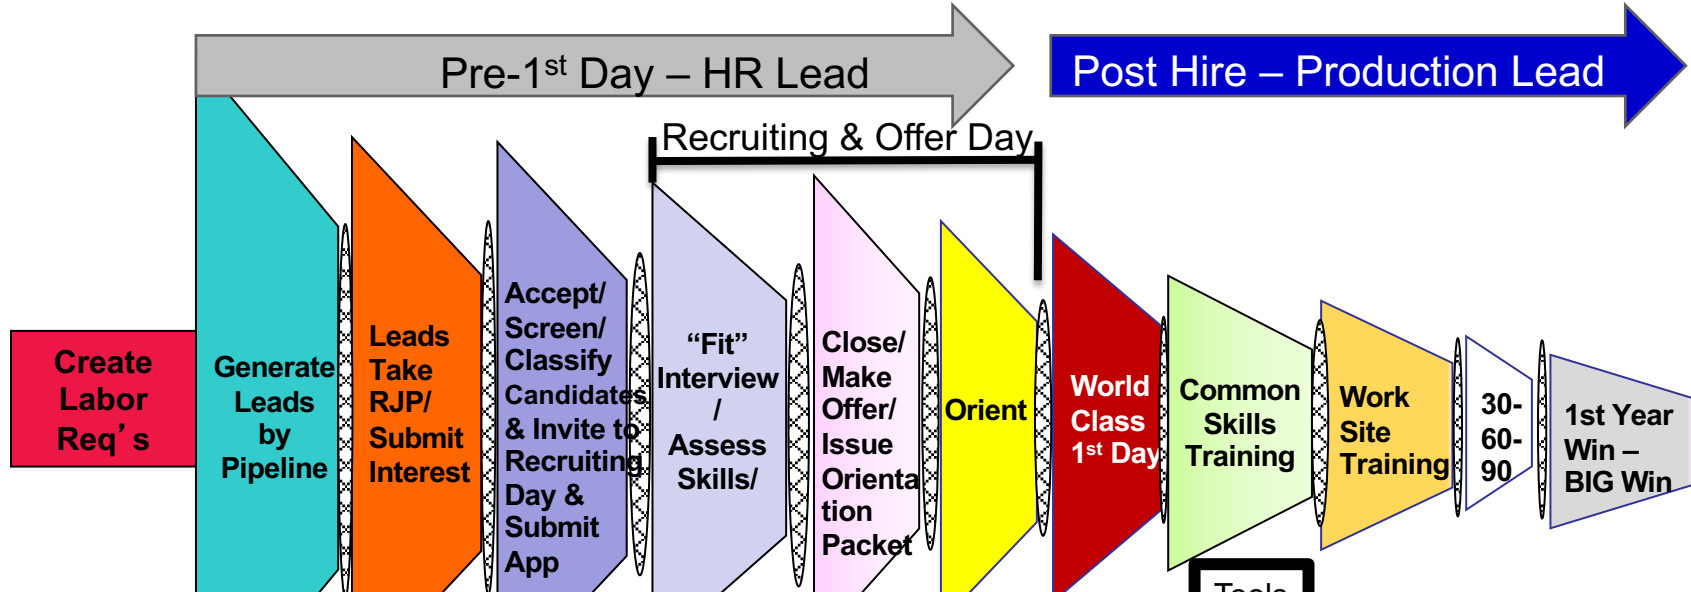 Pre-1st Day – HR Lead
Post Hire – Production Lead
Recruiting & Offer Day
Create
Labor
Req's
Generate
Leads
by
Pipeline
Leads
Take
RJP/
Submit
Interest
Accept/
Screen/
Classify
Candidates
& Invite to
Recruiting
Day &
Submit
App
“Fit”
Interview
/
Assess
Skills/
Close/
Make
Offer/
Issue
Orienta
tion
Packet
Orient
World
Class
1st Day
Common
Skills
Training
Work
Site
Training
30-
60-
90
1st Year
Win –
BIG Win
Tools